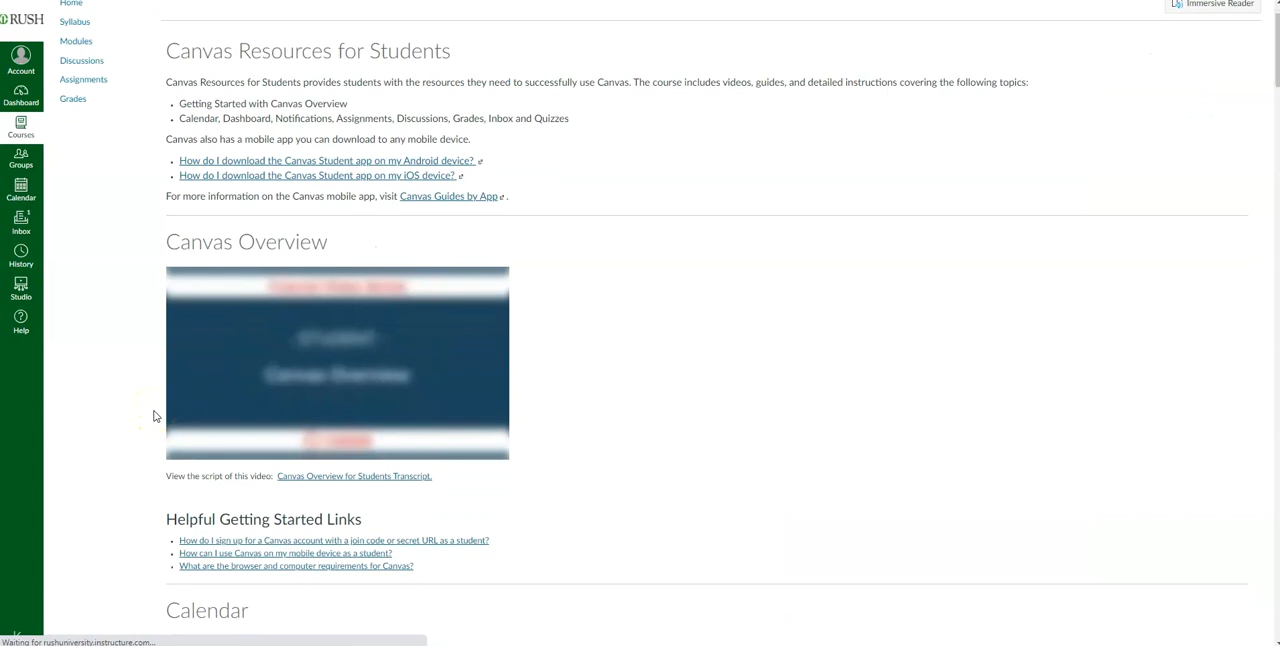 Home
Immersive Reader
RUSH
Syllabus
Modules
Discussions
Assignments
Grades
Account
Dashboard
Courses
Groups
Calendar
1
Inbox
History
Studio
Help
Canvas Resources for Students
Canvas Resources for Students provides students with the resources they need to successfully use Canvas. The course includes videos, guides, and detailed instructions covering the following topics:
Getting Started with Canvas Overview
Calendar, Dashboard, Notifications, Assignments, Discussions, Grades, Inbox and Quizzes
Canvas also has a mobile app you can download to any mobile device.
How do I download the Canvas Student app on my Android device?
How do I download the Canvas Student app on my iOS device?
For more information on the Canvas mobile app, visit Canvas Guides by App .
Canvas Overview
- STUDENT -
Canvas Overview
View the script of this video: Canvas Overview for Students Transcript.
Helpful Getting Started Links
How do I sign up for a Canvas account with a join code or secret URL as a student?
How can I use Canvas on my mobile device as a student?
What are the browser and computer requirements for Canvas?
Calendar
Waiting for rushuniversity.instructure.com...